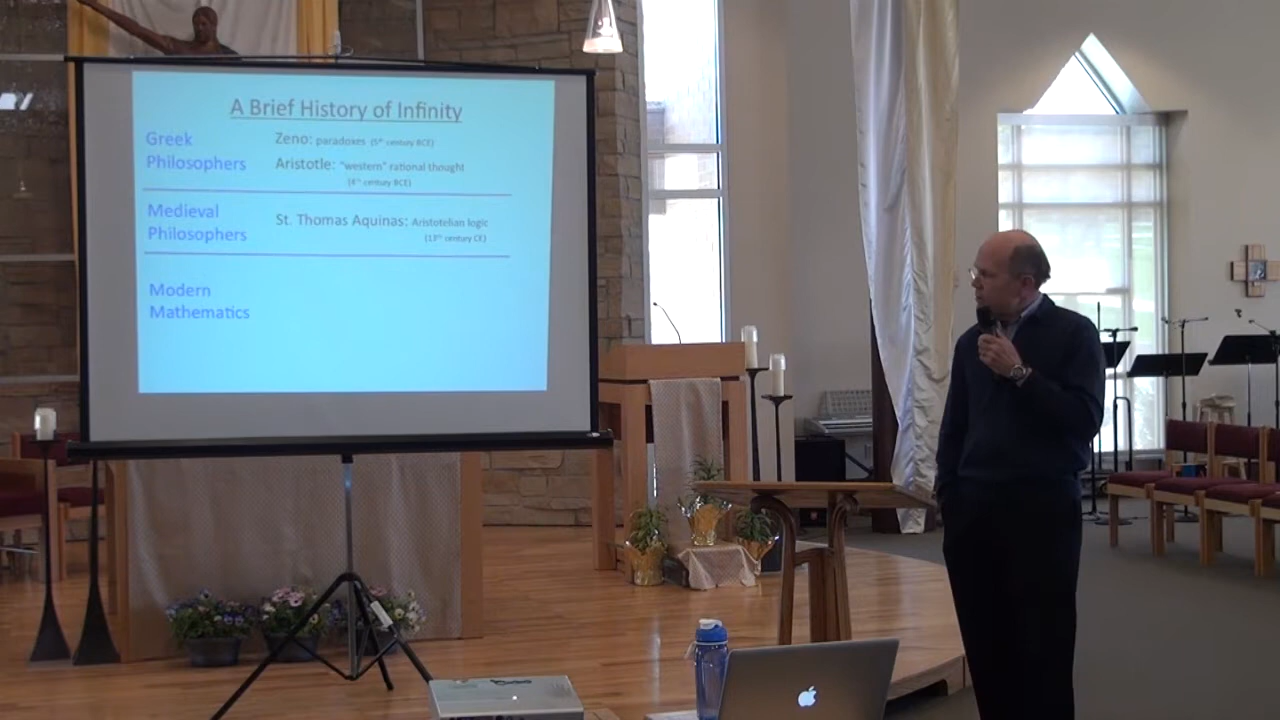 A Brief History of Infinity
Greek Philosophers
Zeno: paradoxes (5th century BCE)
Aristotle: "western" rational thought
(4th century BCE)
Medieval Philosophers
St. Thomas Aquinas: Aristotelian logic
(13th century CE)
Modern Mathematics